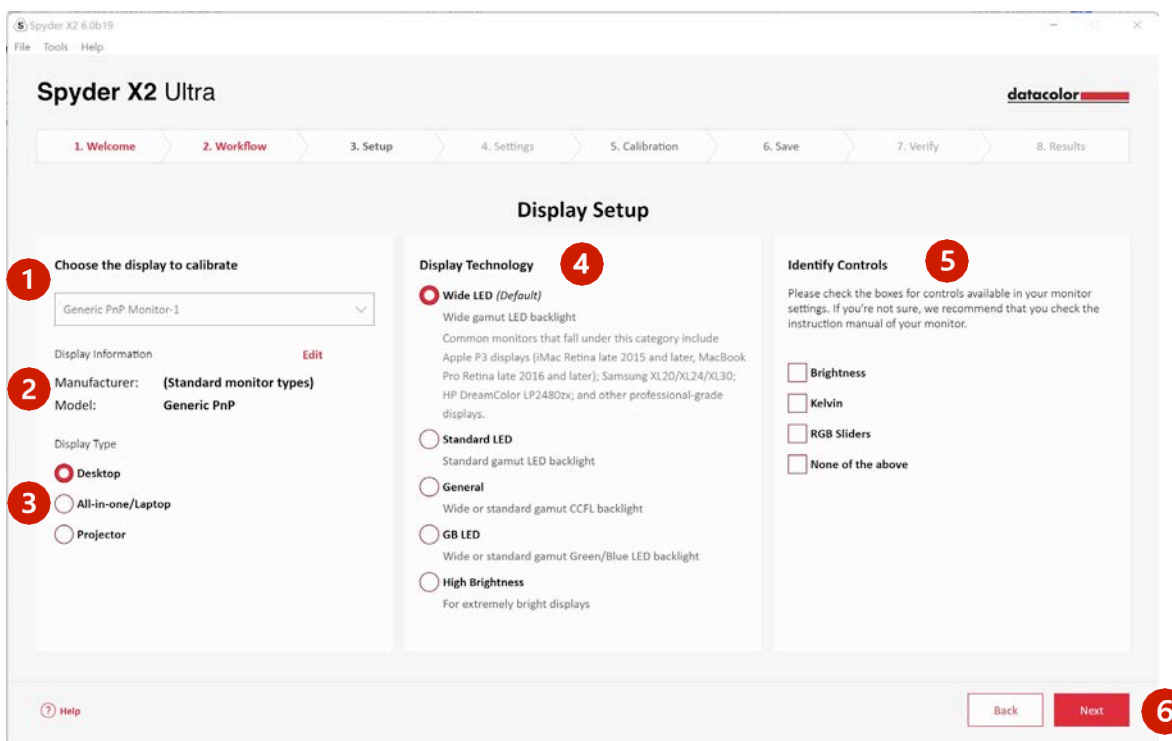 Spyder X2 6.0b19
File Tools Help
Spyder X2 Ultra
datacolor
1. Welcome 2. Workflow 3. Setup 4. Settings 5. Calibration 6. Save 7. Verify 8. Results
Display Setup
1
Choose the display to calibrate
Generic PnP Monitor-1
Display Information Edit
2
Manufacturer: (Standard monitor types)
Model: Generic PnP
Display Type
Desktop
3
All-in-one/Laptop
Projector
Display Technology
4
Wide LED (Default)
Wide gamut LED backlight
Common monitors that fall under this category include
Apple P3 displays (iMac Retina late 2015 and later, MacBook
Pro Retina late 2016 and later); Samsung XL20/XL24/XL30;
HP DreamColor LP2480zx; and other professional-grade
displays.
Standard LED
Standard gamut LED backlight
General
Wide or standard gamut CCFL backlight
GB LED
Wide or standard gamut Green/Blue LED backlight
High Brightness
For extremely bright displays
Identify Controls
5
Please check the boxes for controls available in your monitor
settings. If you're not sure, we recommend that you check the
instruction manual of your monitor.
Brightness
Kelvin
RGB Sliders
None of the above
? Help
Back
Next
6